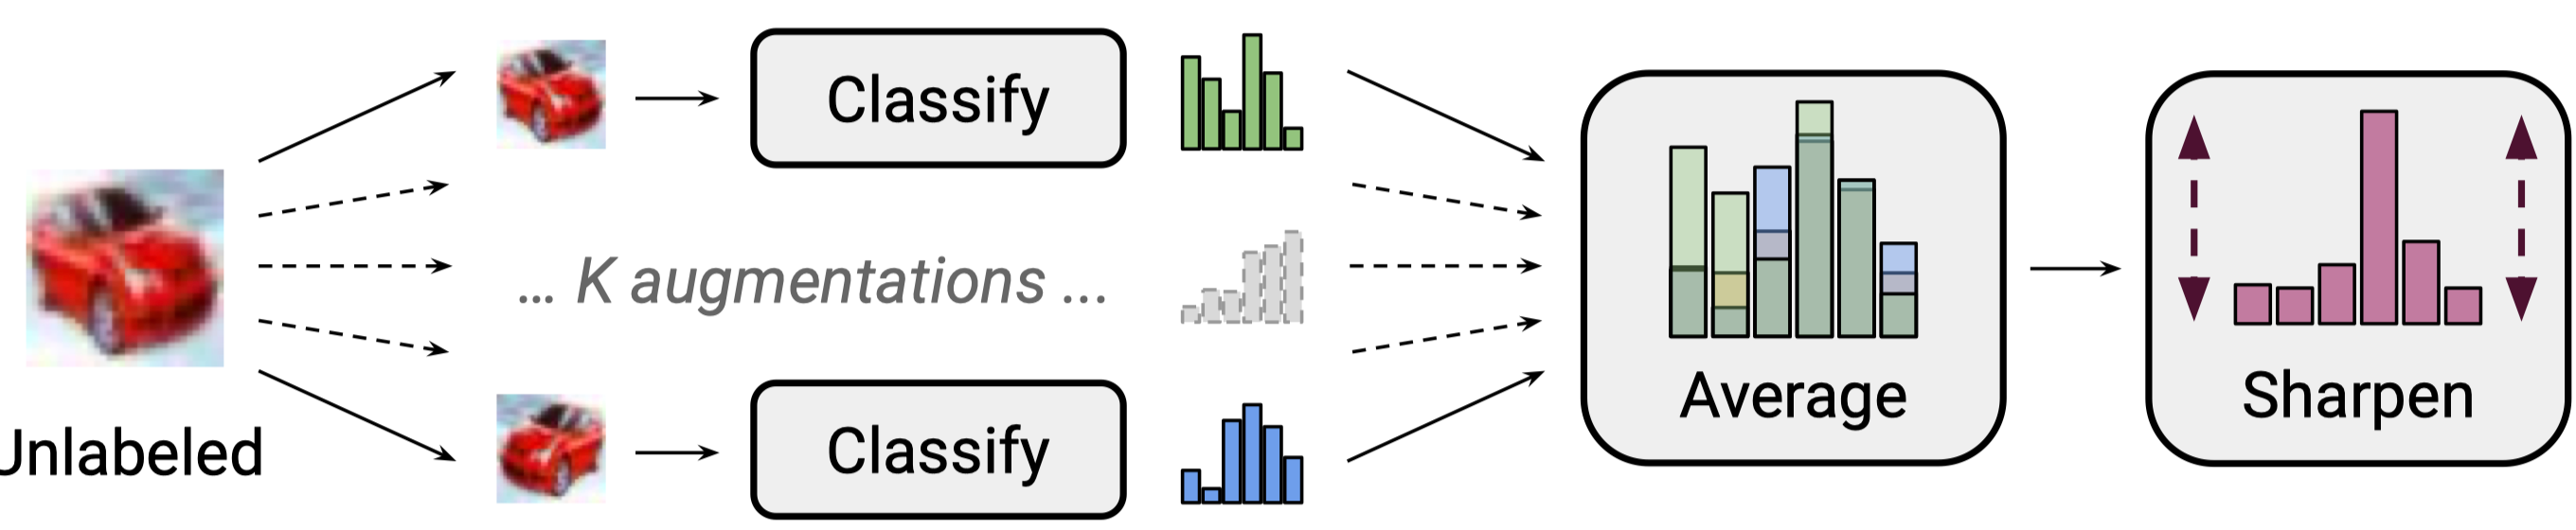 Classify
... K augmentations ...
Unlabeled
Classify
Average
Sharpen